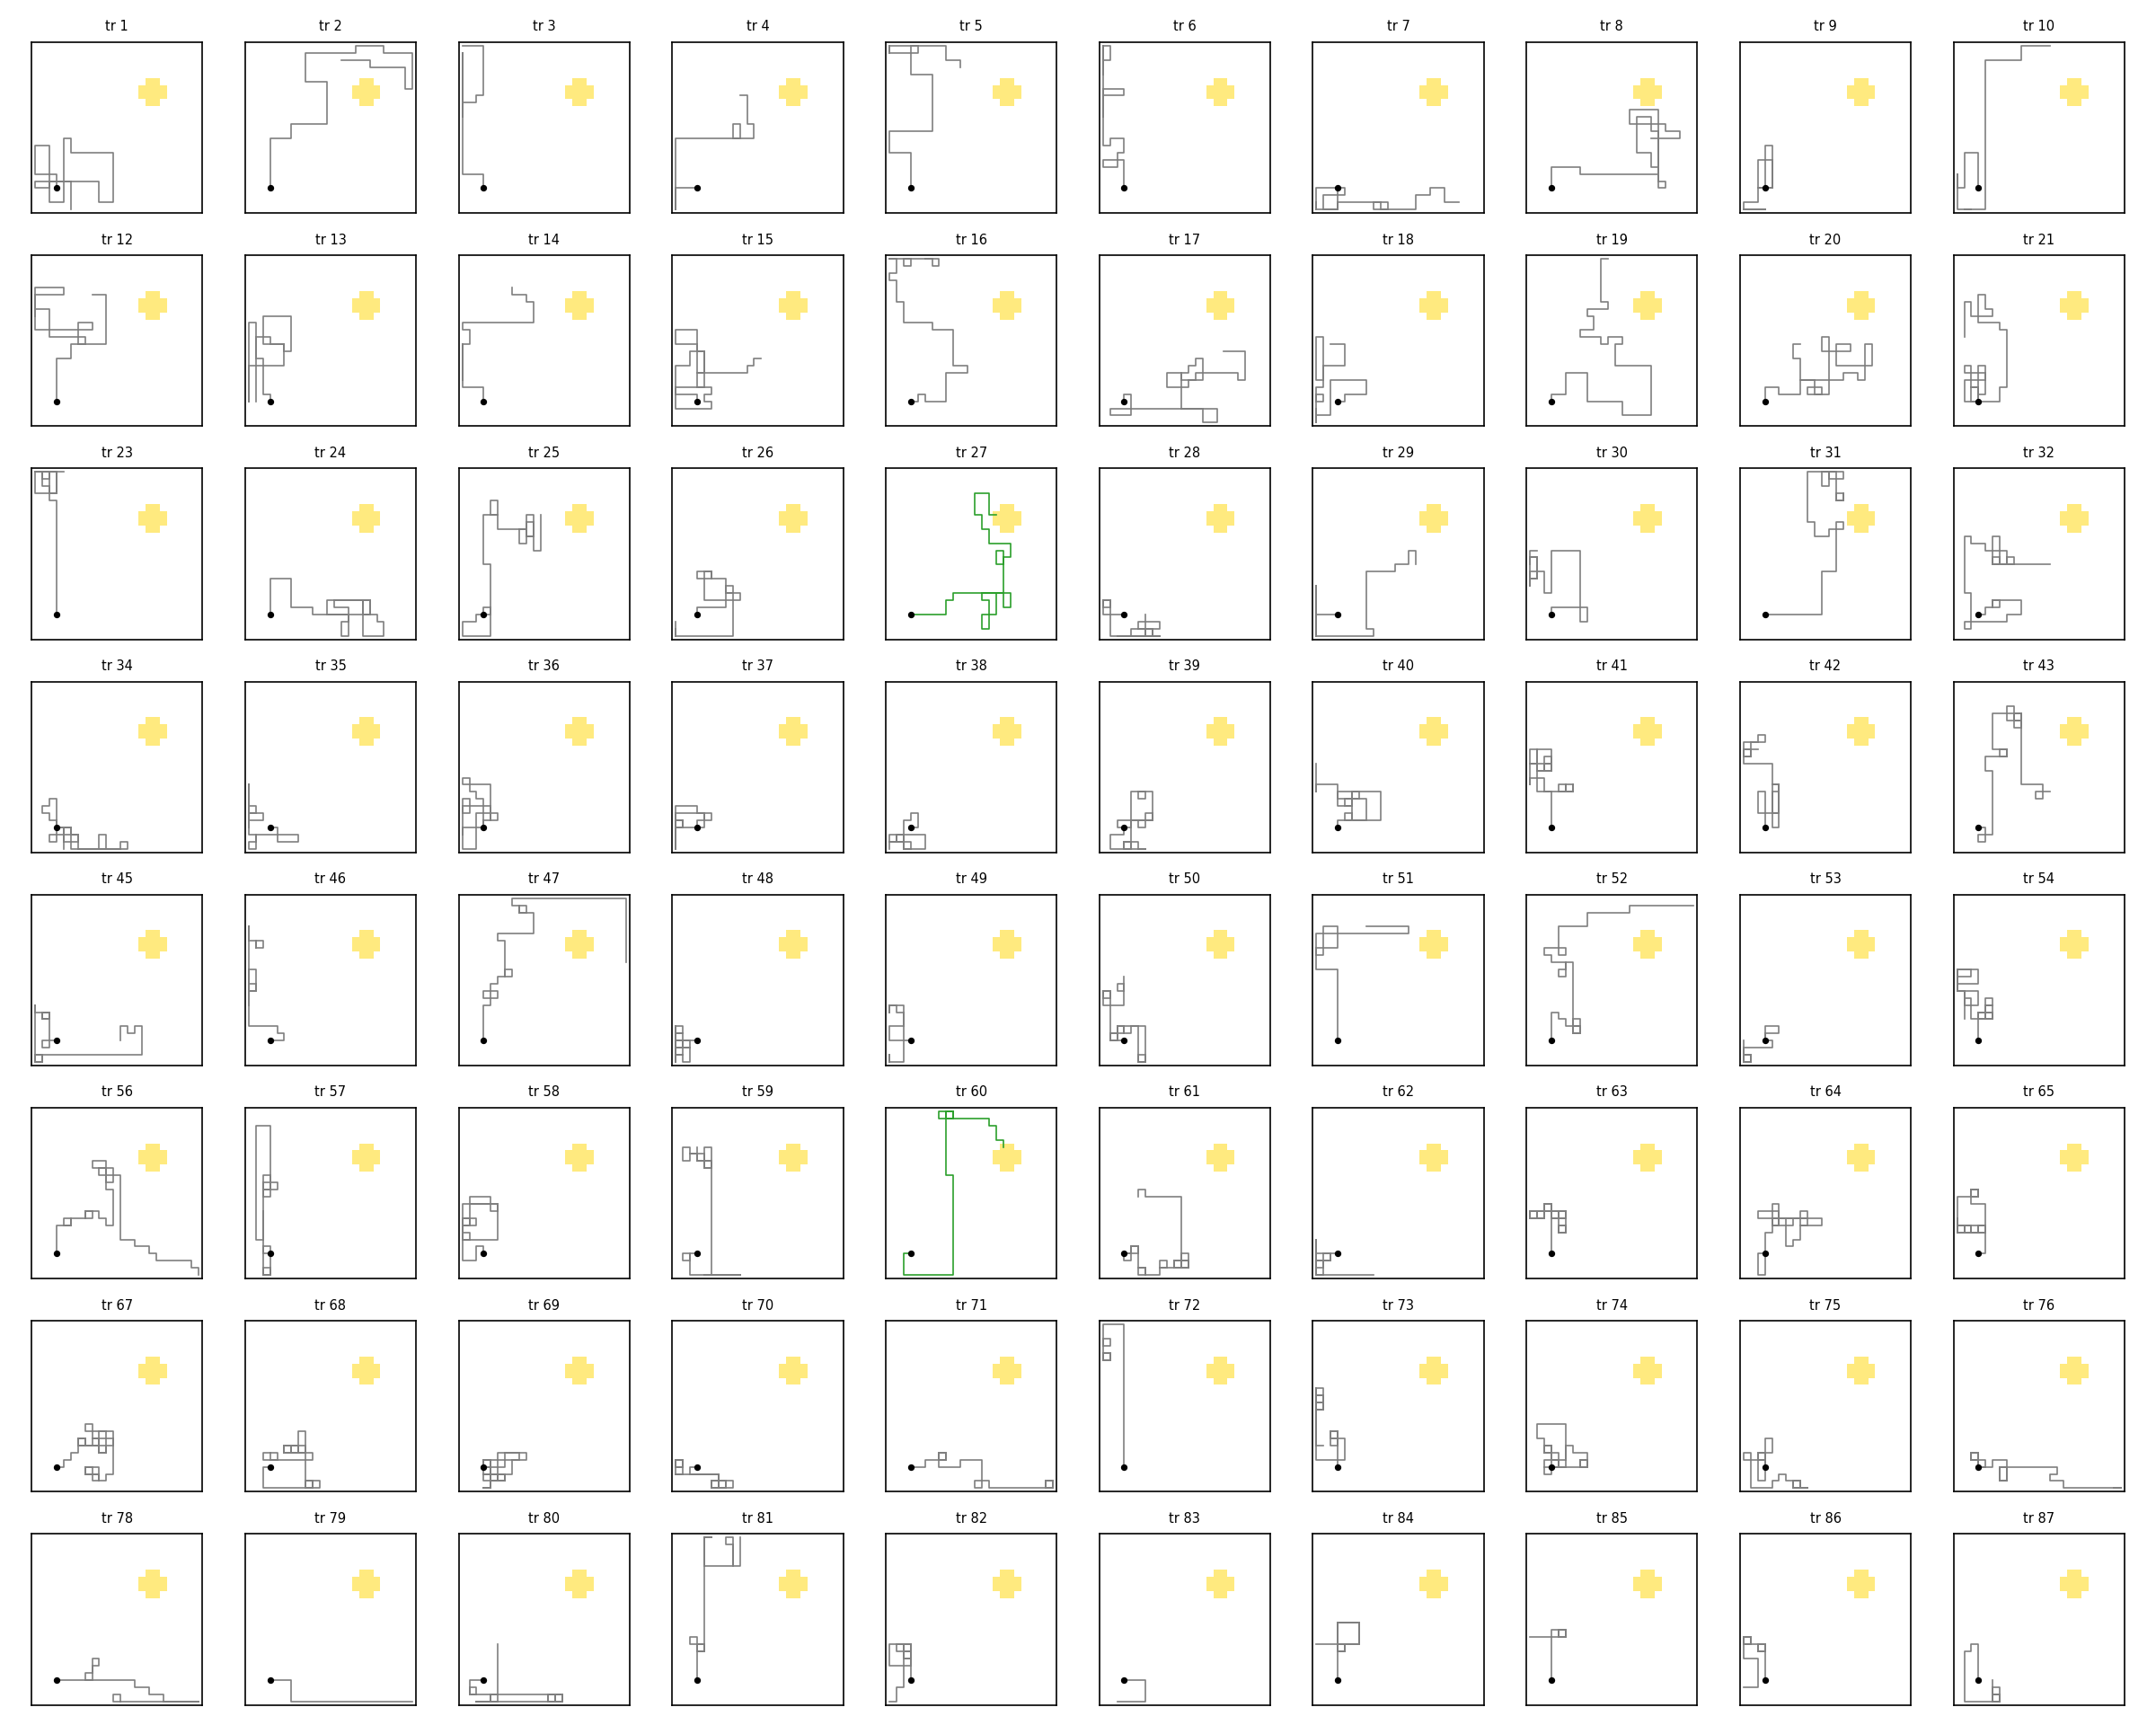 tr 1 tr 2 tr 3 tr 4 tr 5 tr 6 tr 7 tr 8 tr 9 tr 10
tr 12 tr 13 tr 14 tr 15 tr 16 tr 17 tr 18 tr 19 tr 20 tr 21
tr 23 tr 24 tr 25 tr 26 tr 27 tr 28 tr 29 tr 30 tr 31 tr 32
tr 34 tr 35 tr 36 tr 37 tr 38 tr 39 tr 40 tr 41 tr 42 tr 43
tr 45 tr 46 tr 47 tr 48 tr 49 tr 50 tr 51 tr 52 tr 53 tr 54
tr 56 tr 57 tr 58 tr 59 tr 60 tr 61 tr 62 tr 63 tr 64 tr 65
tr 67 tr 68 tr 69 tr 70 tr 71 tr 72 tr 73 tr 74 tr 75 tr 76
tr 78 tr 79 tr 80 tr 81 tr 82 tr 83 tr 84 tr 85 tr 86 tr 87